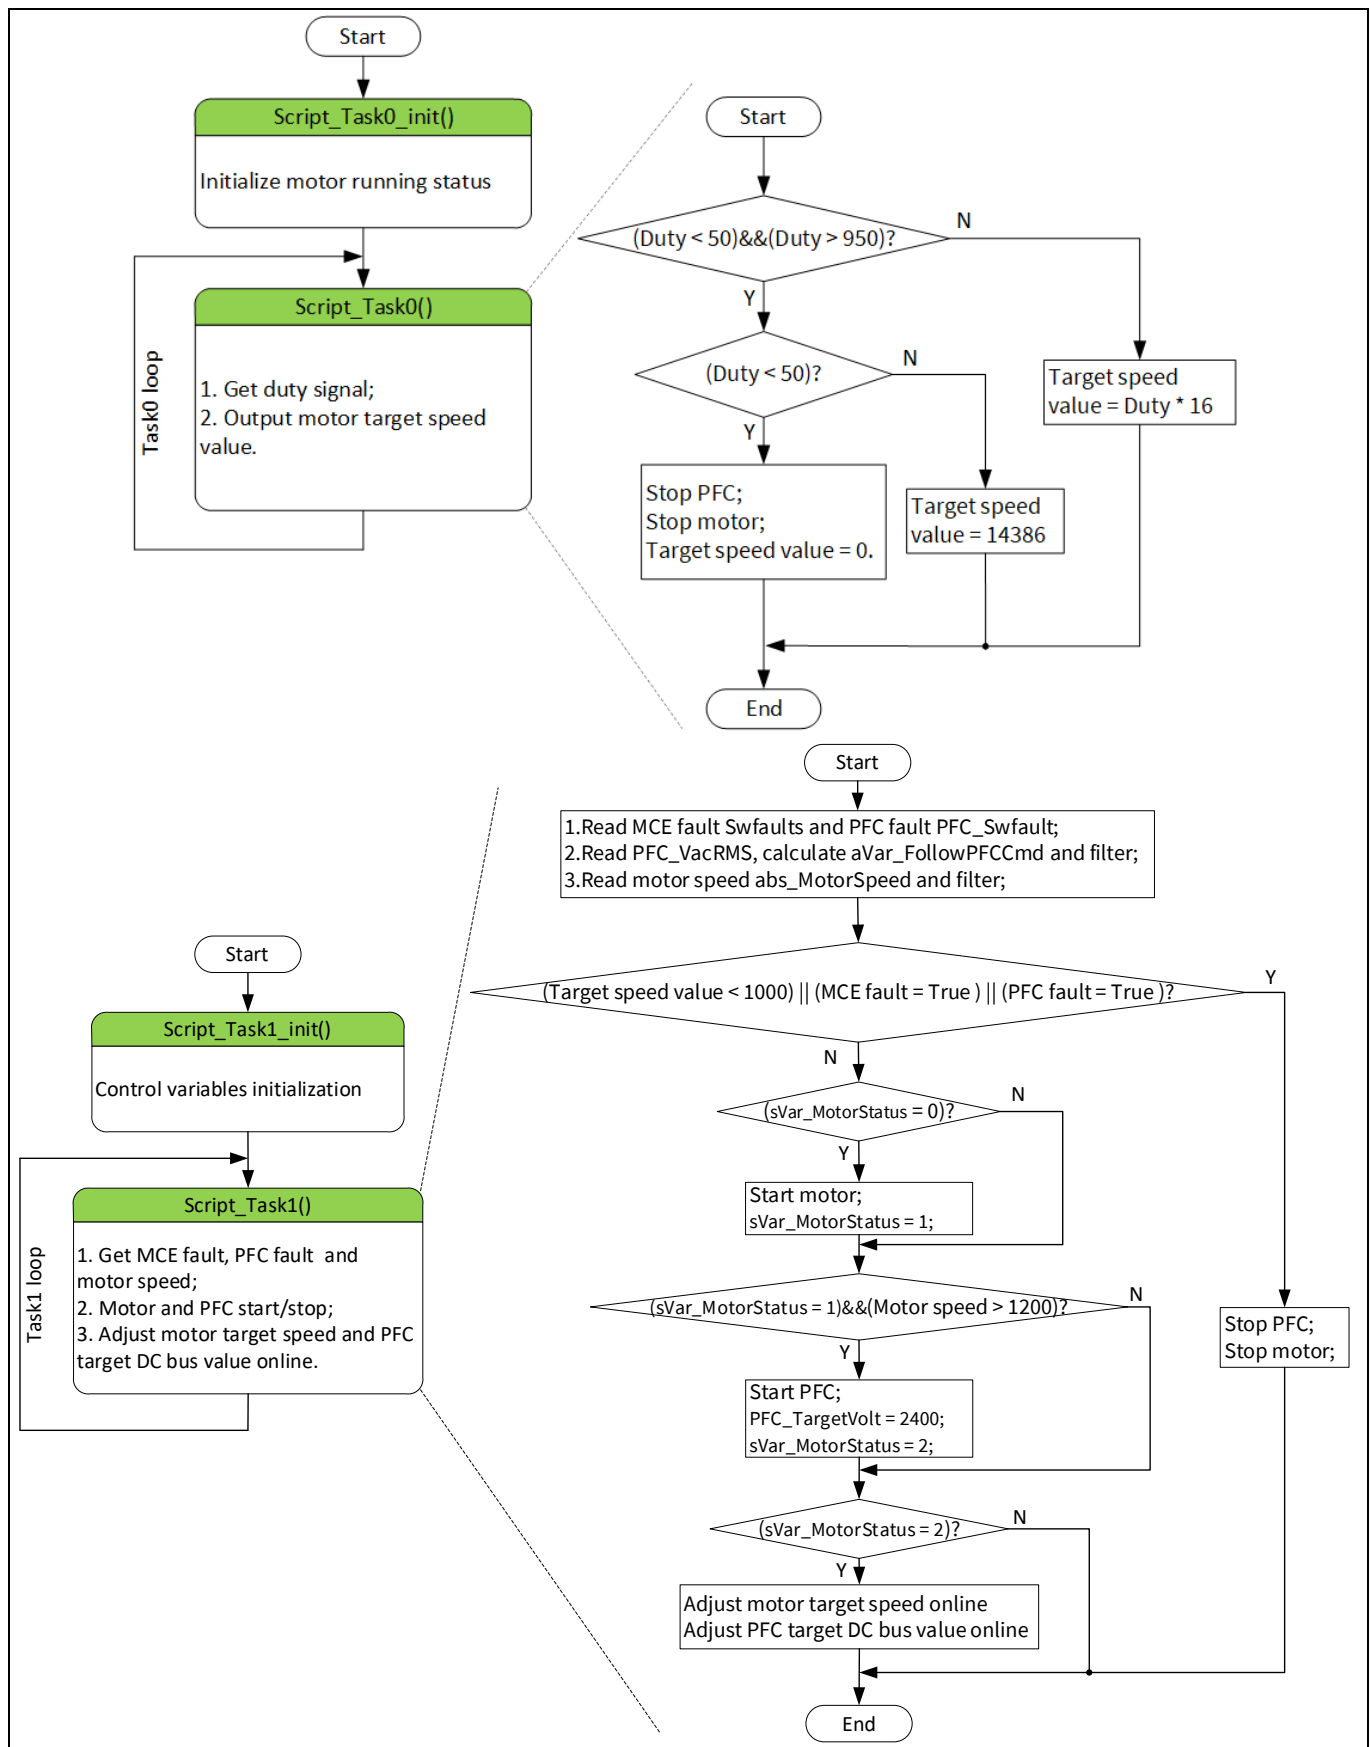 Start
Script_Task0_init()
Initialize motor running status
Task0 loop
Script_Task0()
1. Get duty signal;
2. Output motor target speed
value.
Start
(Duty < 50)&&(Duty > 950)?
N
Y
(Duty < 50)?
N
Y
Target speed
value = Duty * 16
Stop PFC;
Stop motor;
Target speed value = 0.
Target speed
value = 14386
End
Start
Script_Task1_init()
Control variables initialization
Task1 loop
Script_Task1()
1. Get MCE fault, PFC fault and
motor speed;
2. Motor and PFC start/stop;
3. Adjust motor target speed and PFC
target DC bus value online.
Start
1.Read MCE fault Swfaults and PFC fault PFC_Swfault;
2.Read PFC_VacRMS, calculate aVar_FollowPFCCmd and filter;
3.Read motor speed abs_MotorSpeed and filter;
(Target speed value < 1000) || (MCE fault = True ) || (PFC fault = True )?
Y
N
(sVar_MotorStatus = 0)?
N
Y
Start motor;
sVar_MotorStatus = 1;
(sVar_MotorStatus = 1)&&(Motor speed > 1200)?
N
Y
Stop PFC;
Stop motor;
Start PFC;
PFC_TargetVolt = 2400;
sVar_MotorStatus = 2;
(sVar_MotorStatus = 2)?
N
Y
Adjust motor target speed online
Adjust PFC target DC bus value online
End